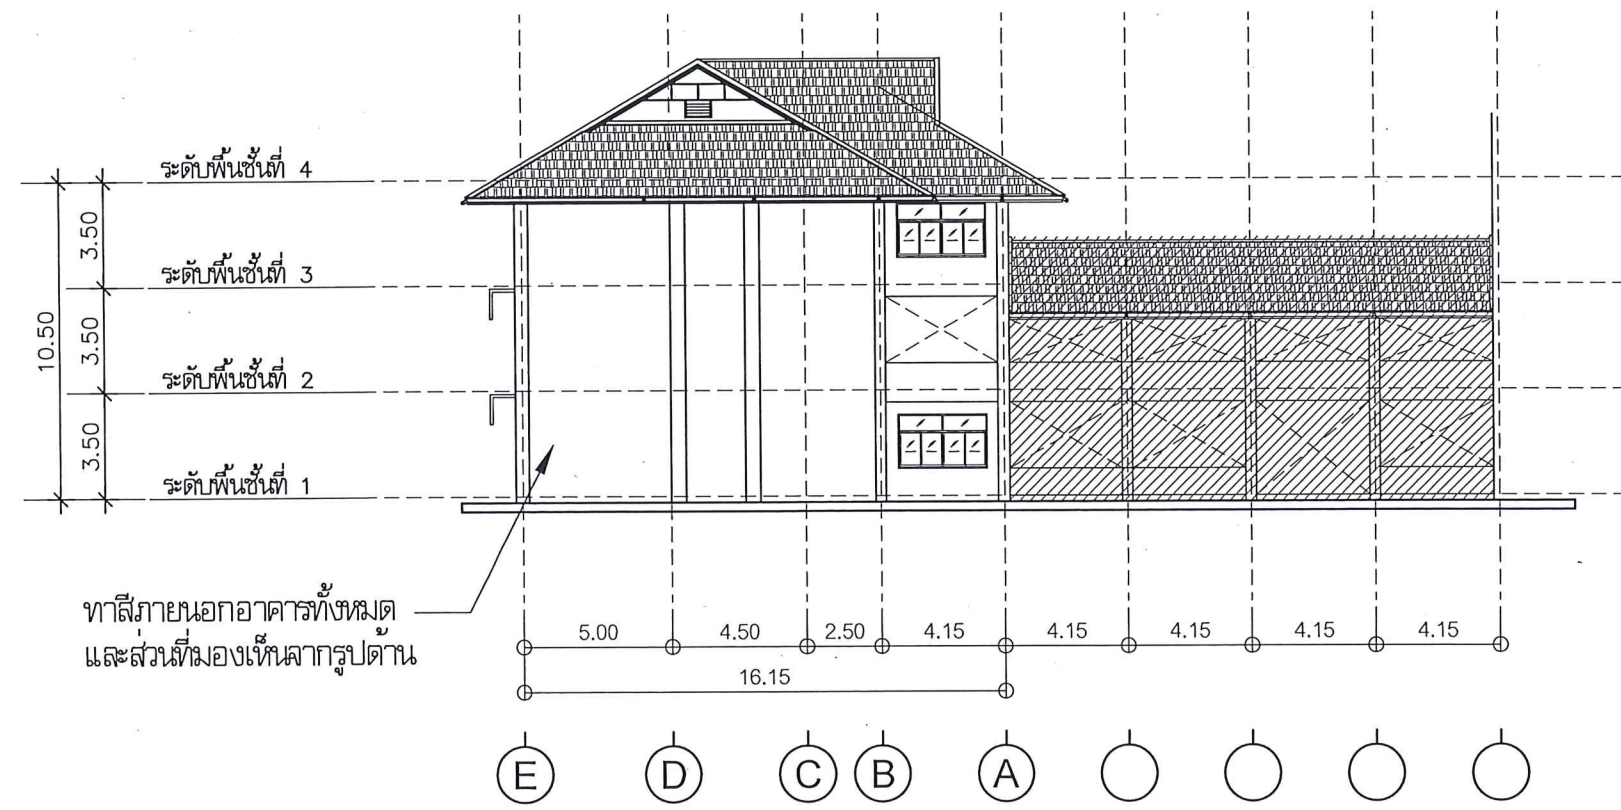 ระดับพื้นชั้นที่ 4
3.50
ระดับพื้นชั้นที่ 3
10.50
3.50
ระดับพื้นชั้นที่ 2
3.50
ระดับพื้นชั้นที่ 1
ทาสีภายนอกอาคารทั้งหมด
และส่วนที่มองเห็นจากรูปด้าน
5.00 4.50 2.50 4.15 4.15 4.15 4.15 4.15
16.15
E D C B A